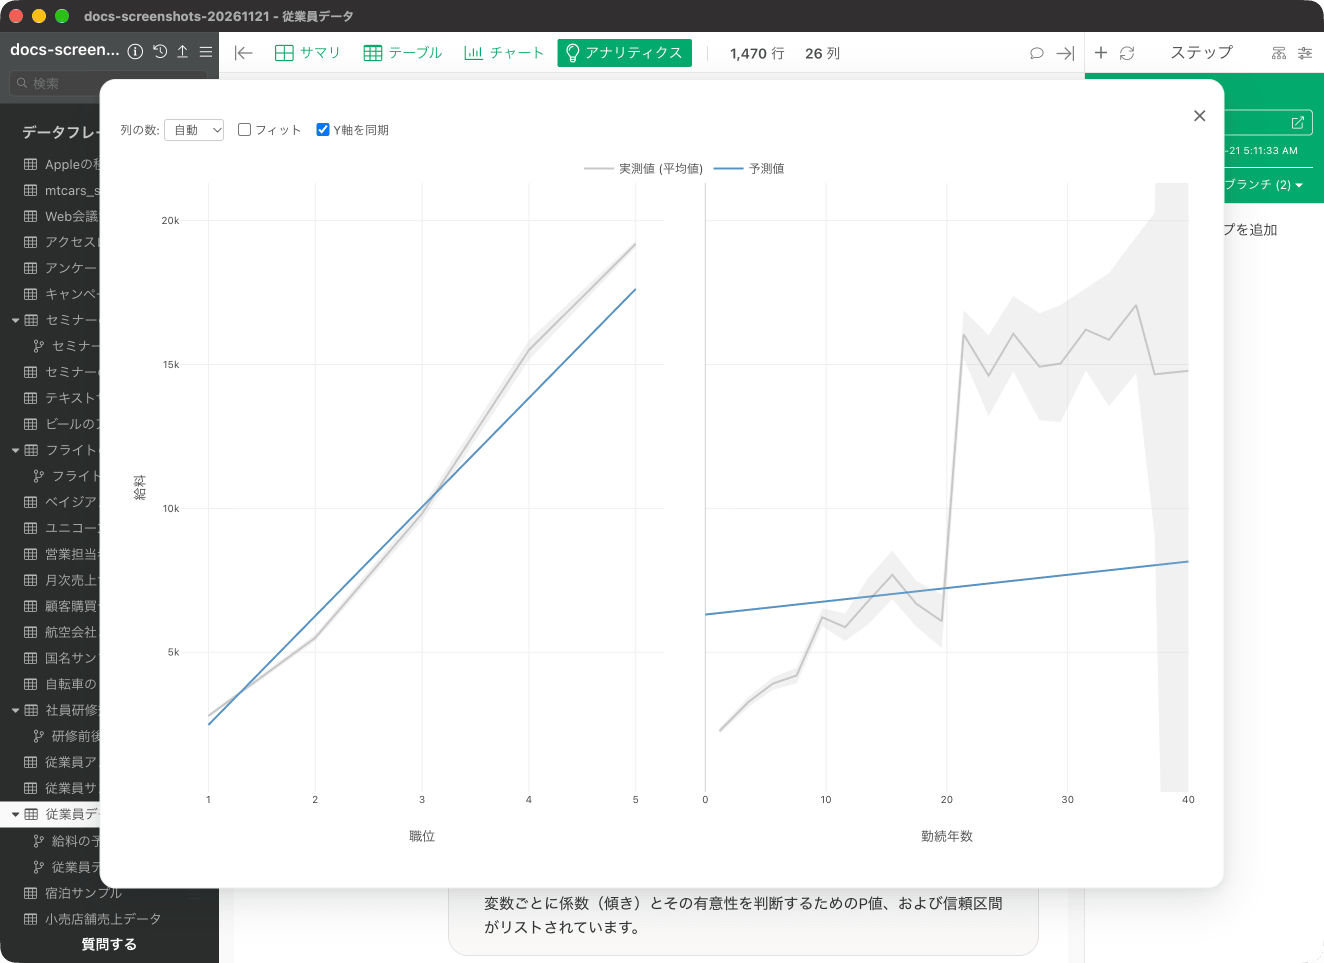 docs-screenshots-20261121 - 従業員データ
docs-screen...
サマリ
テーブル
チャート
アナリティクス
1,470 行
26 列
ステップ
検索
データフレー
Appleの
mtcars_s
Web会議
アクセス
アンケー
キャンペ
セミナー
セミナー
セミナー
テキスト
ビールの
フライト
フライト
ベイジア
ユニコー
営業担当
月次売上
顧客購買
航空会社
国名サン
自転車の
社員研修
研修前後
従業員ア
従業員サ
従業員デ
給料の予
従業員デ
宿泊サンプル
小売店舗売上データ
質問する
列の数:
自動
フィット
Y軸を同期
実測値 (平均値)
予測値
20k
15k
10k
5k
給料
1
2
3
4
5
職位
0
10
20
30
40
勤続年数
-21 5:11:33 AM
ブランチ (2)
プを追加
変数ごとに係数（傾き）とその有意性を判断するためのP値、および信頼区間
がリストされています。